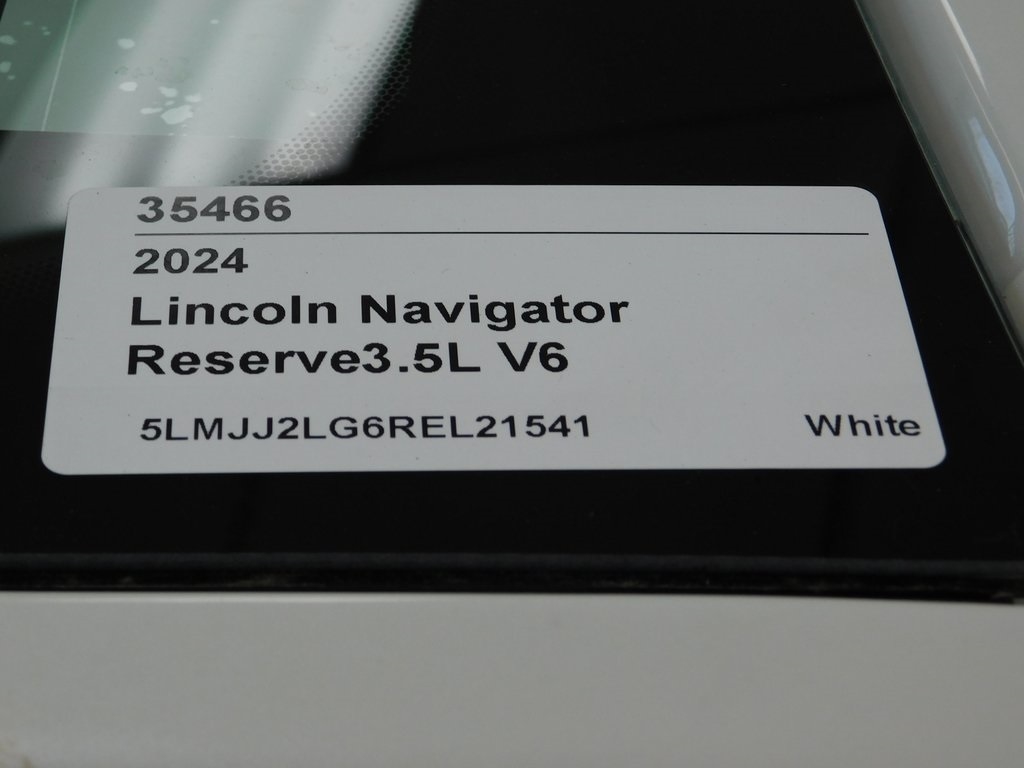 35466
2024
Lincoln Navigator
Reserve3.5L V6
5LMJJ2LG6REL21541 White